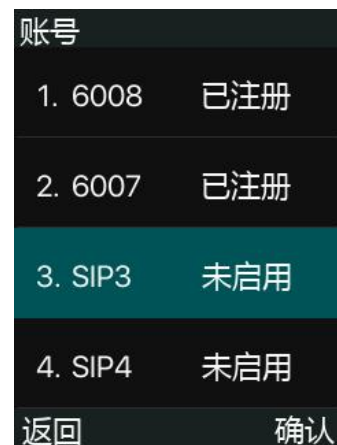 账号
1. 6008 已注册
2. 6007 已注册
3. SIP3 未启用
4. SIP4 未启用
返回 确认